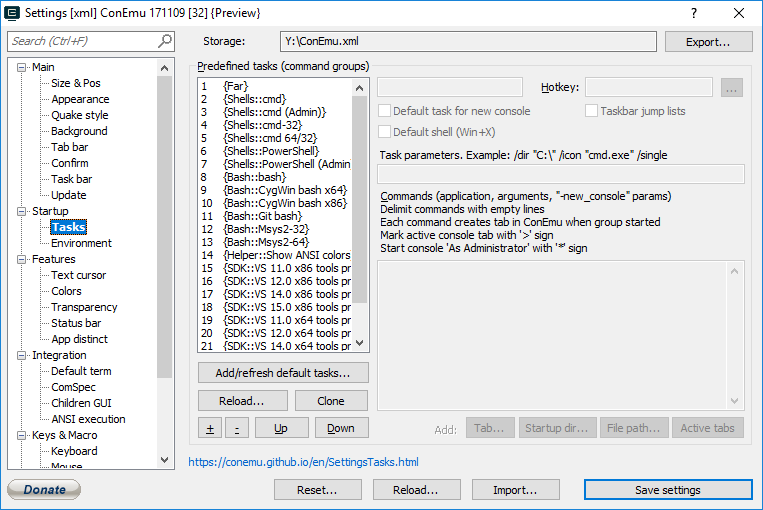 Settings [xml] ConEmu 171109 [32] {Preview}
?
Search (Ctrl+F)
Storage:
Y:\ConEmu.xml
Export...
Main
Size & Pos
Appearance
Quake style
Background
Tab bar
Confirm
Task bar
Update
Startup
Tasks
Environment
Features
Text cursor
Colors
Transparency
Status bar
App distinct
Integration
Default term
ComSpec
Children GUI
ANSI execution
Keys & Macro
Keyboard
Mouse
Predefined tasks (command groups)
1 {Far}
2 {Shells::cmd}
3 {Shells::cmd (Admin)}
4 {Shells::cmd-32}
5 {Shells::cmd 64/32}
6 {Shells::PowerShell}
7 {Shells::PowerShell (Admin
8 {Bash::bash}
9 {Bash::CygWin bash x64}
10 {Bash::CygWin bash x86}
11 {Bash::Git bash}
12 {Bash::Msys2-32}
13 {Bash::Msys2-64}
14 {Helper::Show ANSI colors}
15 {SDK::VS 11.0 x86 tools pr
16 {SDK::VS 12.0 x86 tools pr
17 {SDK::VS 14.0 x86 tools pr
18 {SDK::VS 15.0 x86 tools pr
19 {SDK::VS 11.0 x64 tools pr
20 {SDK::VS 12.0 x64 tools pr
21 {SDK::VS 14.0 x64 tools pr
Add/refresh default tasks...
Reload... Clone
+ - Up Down
Hotkey: ...
Default task for new console
Taskbar jump lists
Default shell (Win+X)
Task parameters. Example: /dir "C:\" /icon "cmd.exe" /single
Commands (application, arguments, "-new_console" params)
Delimit commands with empty lines
Each command creates tab in ConEmu when group started
Mark active console tab with '>' sign
Start console 'As Administrator' with '*' sign
Add: Tab... Startup dir... File path... Active tabs
https://conemu.github.io/en/SettingsTasks.html
Donate
Reset... Reload... Import... Save settings